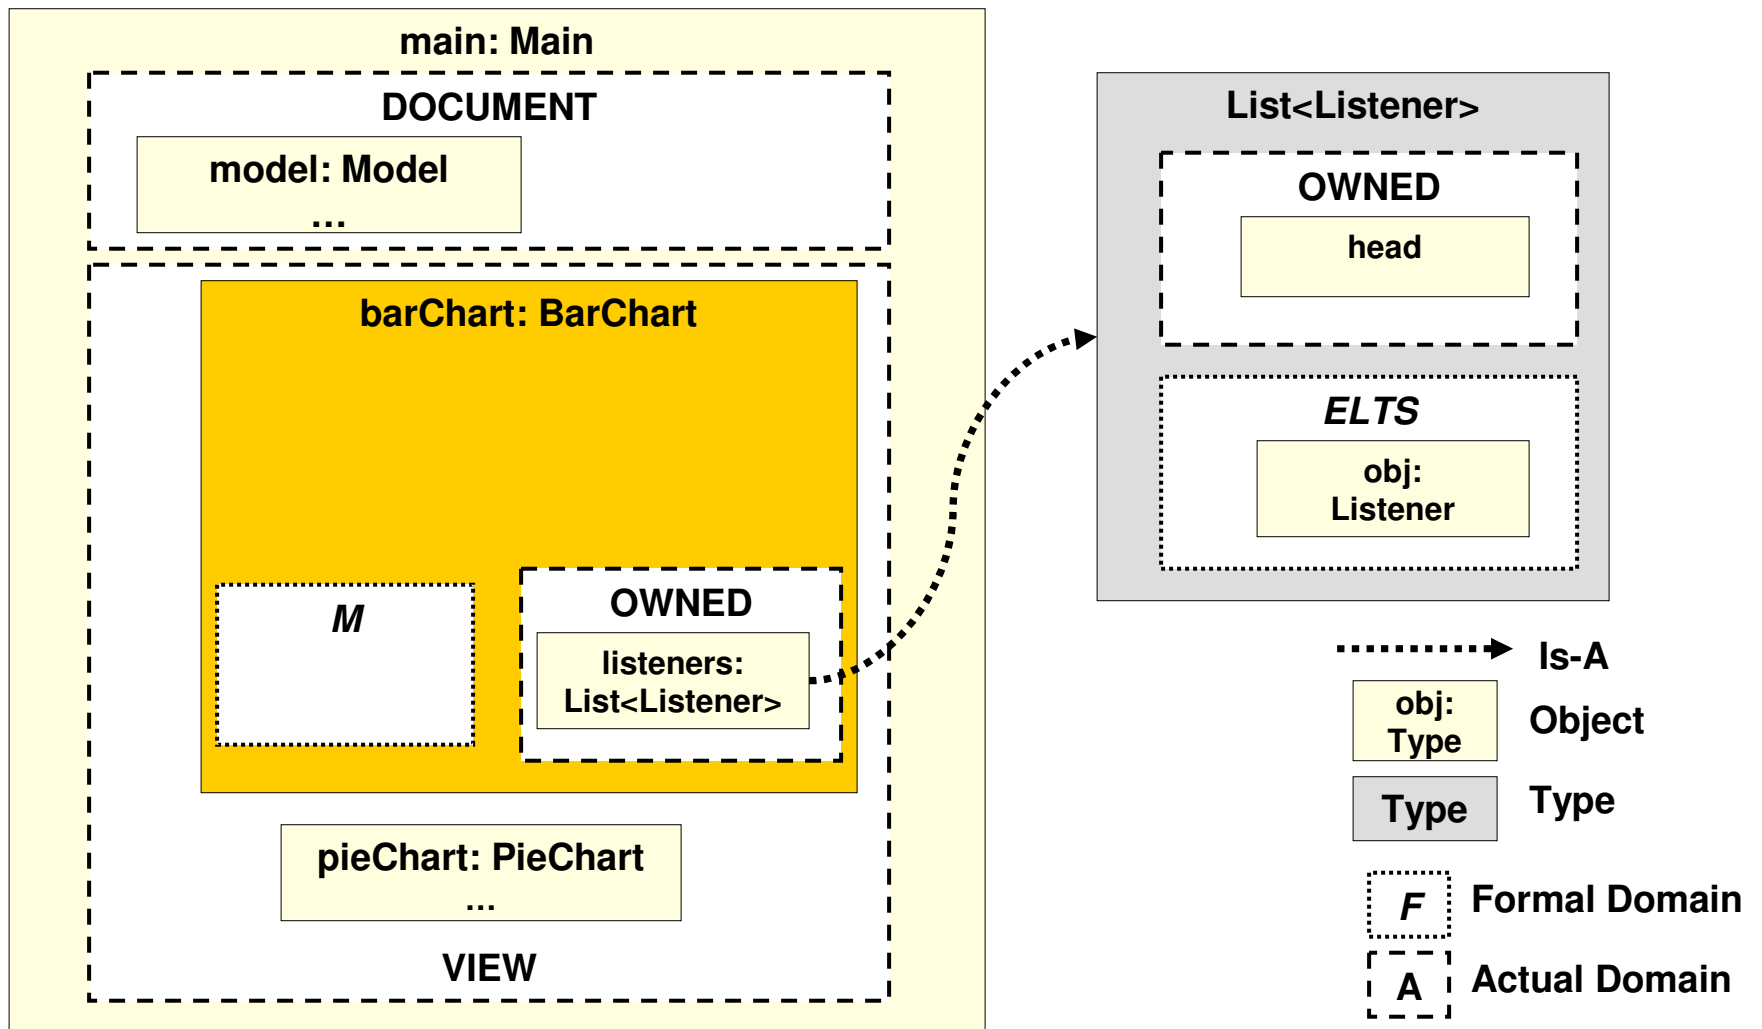 main: Main
DOCUMENT
model: Model
...
barChart: BarChart
M
OWNED
listeners:
List<Listener>
pieChart: PieChart
...
VIEW
List<Listener>
OWNED
head
ELTS
obj:
Listener
Is-A
obj:
Type
Object
Type
Type
F
Formal Domain
A
Actual Domain